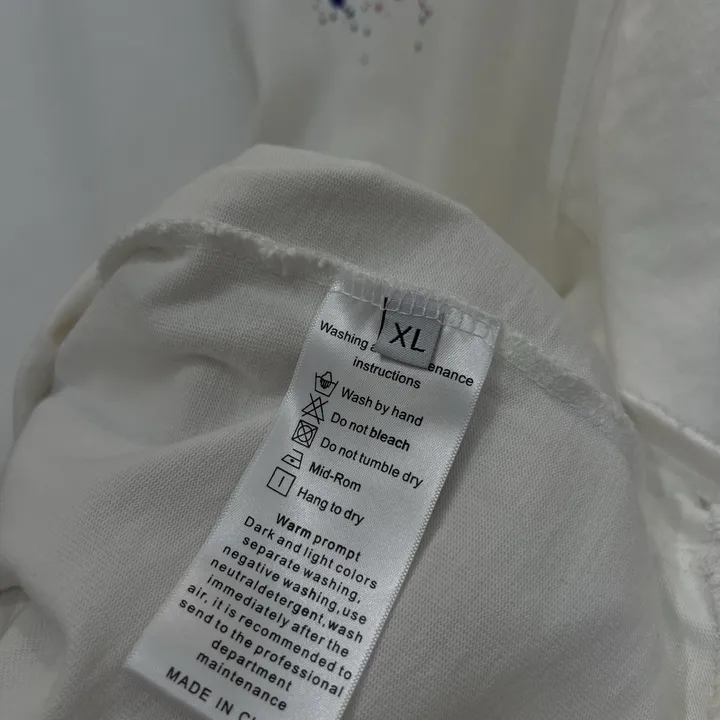 XL
Washing
instructions
Wash by hand
Do not bleach
Do not tumble dry
Mid-Rom
Hang to dry
Warm prompt
Dark and light colors
separate washing,
negative washing,use
neutraldetergent, wash
immediately after the
air, it is recommended to
send to the professional
department
maintenance
MADE IN